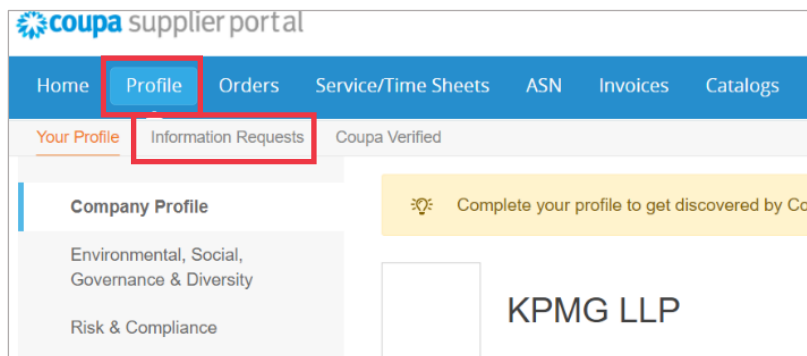 coupa supplier portal
Home Profile Orders Service/Time Sheets ASN Invoices Catalogs
Your Profile Information Requests Coupa Verified
Company Profile
Complete your profile to get discovered by Co
Environmental, Social,
Governance & Diversity
KPMG LLP
Risk & Compliance